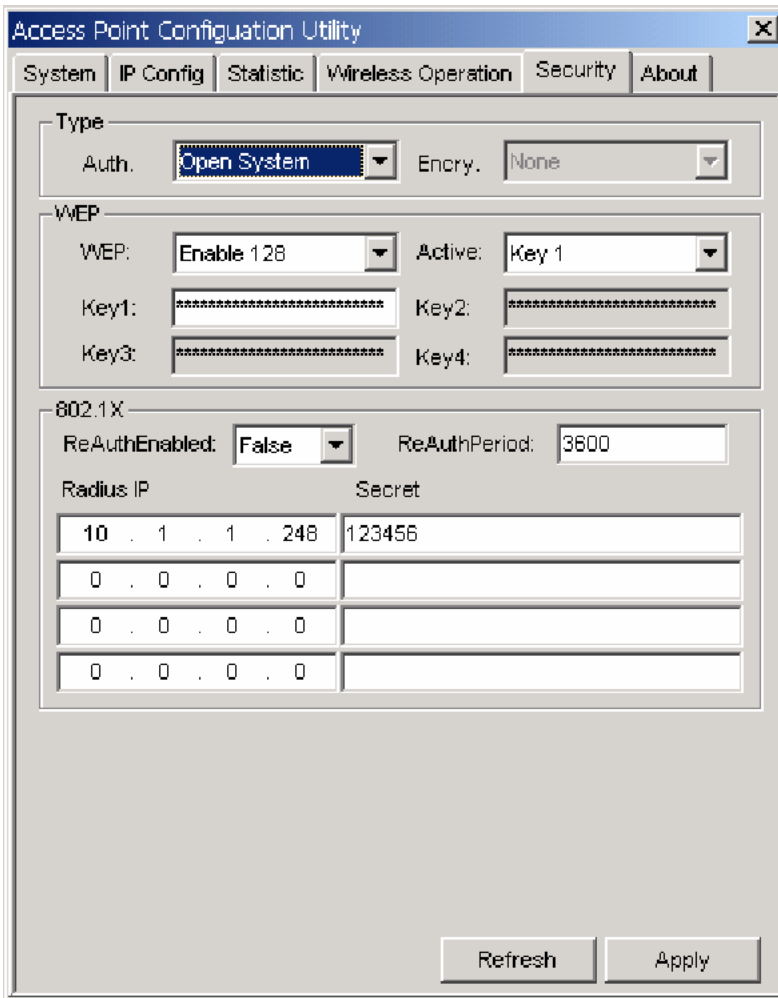 Access Point Configuation Utility
System IP Config Statistic Wireless Operation Security About
Type
Auth. Open System Encry. None
WEP
WEP: Enable 128 Active: Key 1
Key1: ************************** Key2: **************************
Key3: ************************** Key4: **************************
802.1X
ReAuthEnabled: False ReAuthPeriod: 3600
Radius IP Secret
10 . 1 . 1 . 248 123456
0 . 0 . 0 . 0
0 . 0 . 0 . 0
0 . 0 . 0 . 0
Refresh Apply